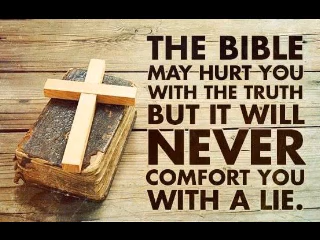 THE BIBLE
MAY HURT YOU
WITH THE TRUTH
BUT IT WILL
NEVER
COMFORT YOU
WITH A LIE.